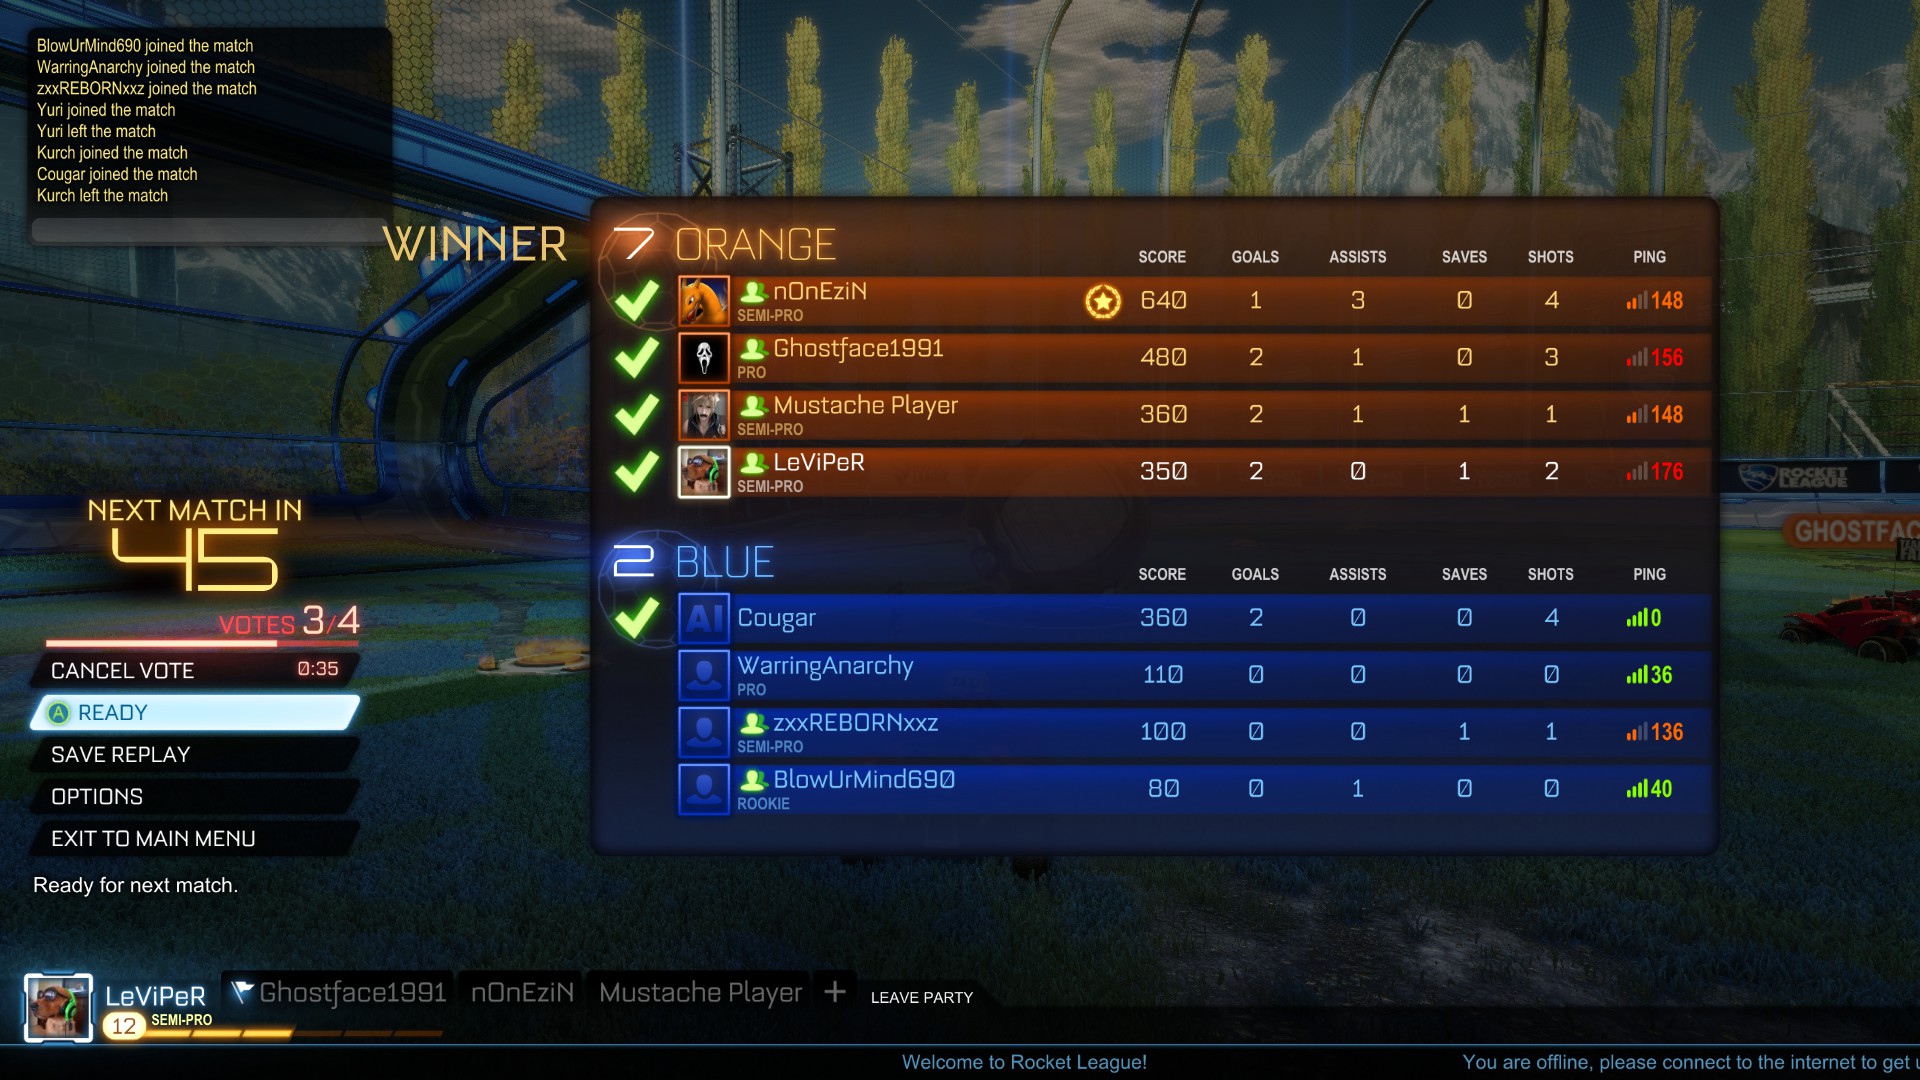 BlowUrMind690 joined the match
WarringAnarchy joined the match
zxxREBORNxxz joined the match
Yuri joined the match
Yuri left the match
Kurch joined the match
Cougar joined the match
Kurch left the match
WINNER 7 ORANGE
SCORE GOALS ASSISTS SAVES SHOTS PING
nOnEziN
SEMI-PRO
640 1 3 0 4 148
Ghostface1991
PRO
480 2 1 0 3 156
Mustache Player
SEMI-PRO
360 2 1 1 1 148
LeViPeR
SEMI-PRO
350 2 0 1 2 176
ROCKET
LEAGUE
GHOSTFAC
2 BLUE
SCORE GOALS ASSISTS SAVES SHOTS PING
AI Cougar 360 2 0 0 4 0
WarringAnarchy
PRO
110 0 0 0 0 36
zxxREBORNxxz
SEMI-PRO
100 0 0 1 1 136
BlowUrMind690
ROOKIE
80 0 1 0 0 40
NEXT MATCH IN
45
VOTES 3/4
CANCEL VOTE 0:35
A READY
SAVE REPLAY
OPTIONS
EXIT TO MAIN MENU
Ready for next match.
LeViPeR Ghostface1991 nOnEziN Mustache Player + LEAVE PARTY
12 SEMI-PRO
Welcome to Rocket League! You are offline, please connect to the internet to get